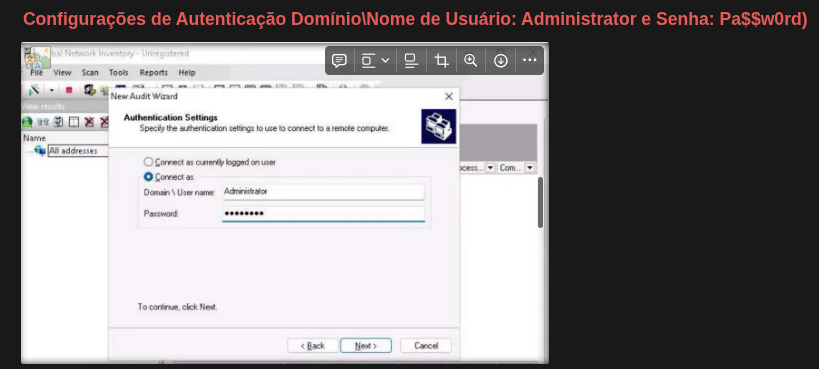 Configurações de Autenticação Domínio\Nome de Usuário: Administrator e Senha: Pa$$w0rd)
bal Network Inventory - Unregistered
File View Scan Tools Reports Help
New Audit Wizard
View results
Authentication Settings
Specify the authentication settings to use to connect to a remote computer.
Name
All addresses
Connect as currently logged on user
ocess... Com...
Connect as
Domain \ User name: Administrator
Password: ••••••••
To continue, click Next.
< Back Next > Cancel